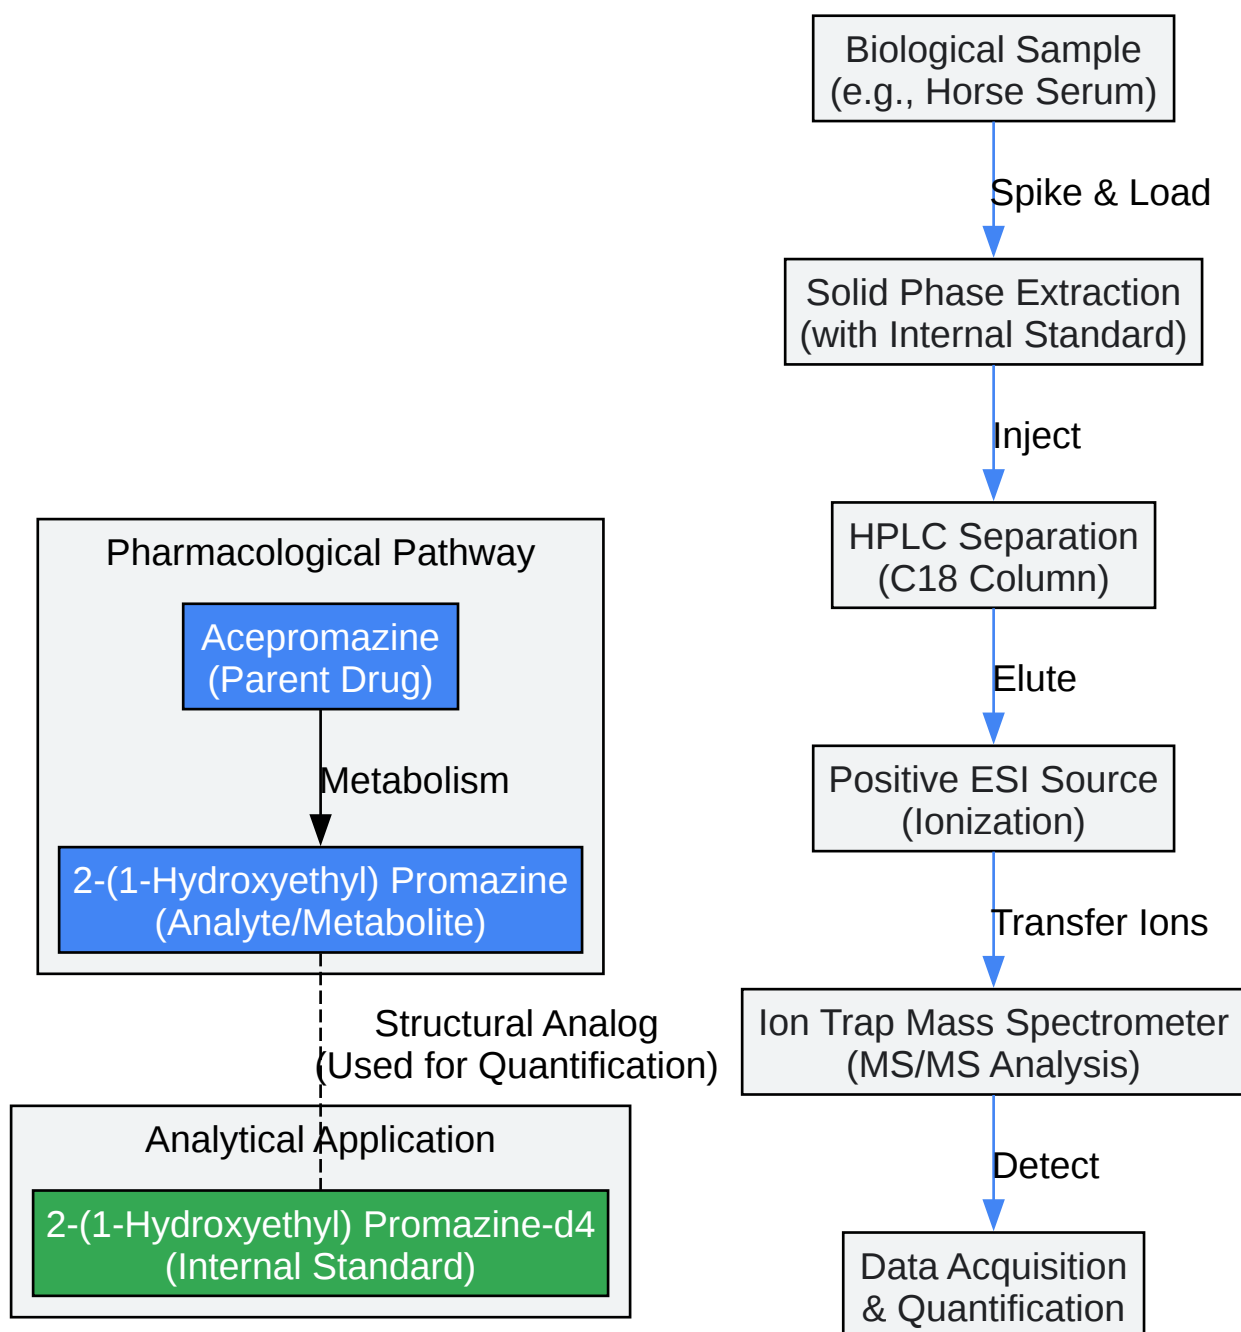 Pharmacological Pathway
Acepromazine
(Parent Drug)
Metabolism
2-(1-Hydroxyethyl) Promazine
(Analyte/Metabolite)
Structural Analog
(Used for Quantification)
Analytical Application
2-(1-Hydroxyethyl) Promazine-d4
(Internal Standard)
Biological Sample
(e.g., Horse Serum)
Spike & Load
Solid Phase Extraction
(with Internal Standard)
Inject
HPLC Separation
(C18 Column)
Elute
Positive ESI Source
(Ionization)
Transfer Ions
Ion Trap Mass Spectrometer
(MS/MS Analysis)
Detect
Data Acquisition
& Quantification